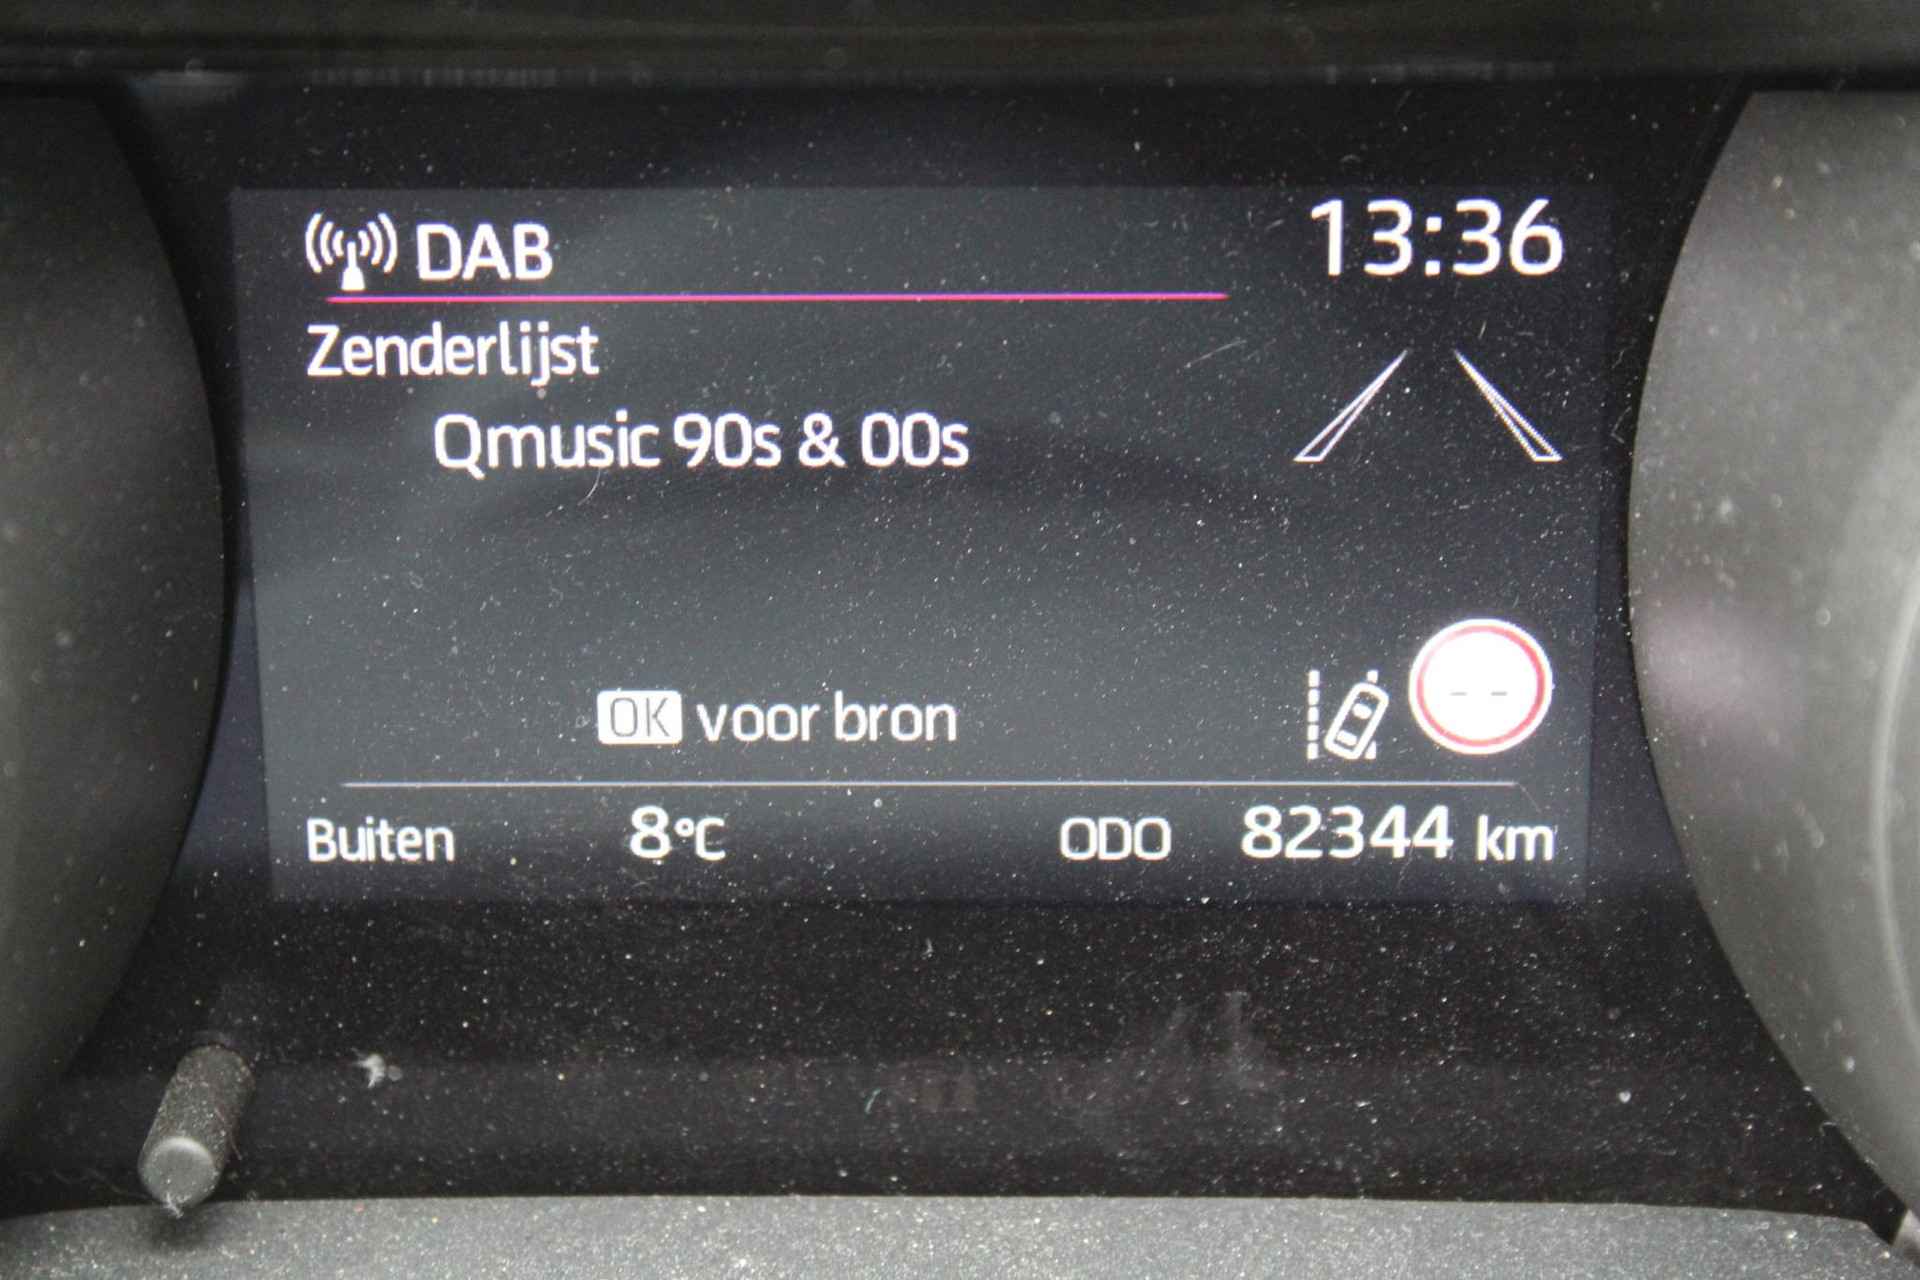 DAB 13:36
Zenderlijst
Qmusic 90s & 00s
-- 
OK voor bron
Buiten 8°C ODO 82344 km